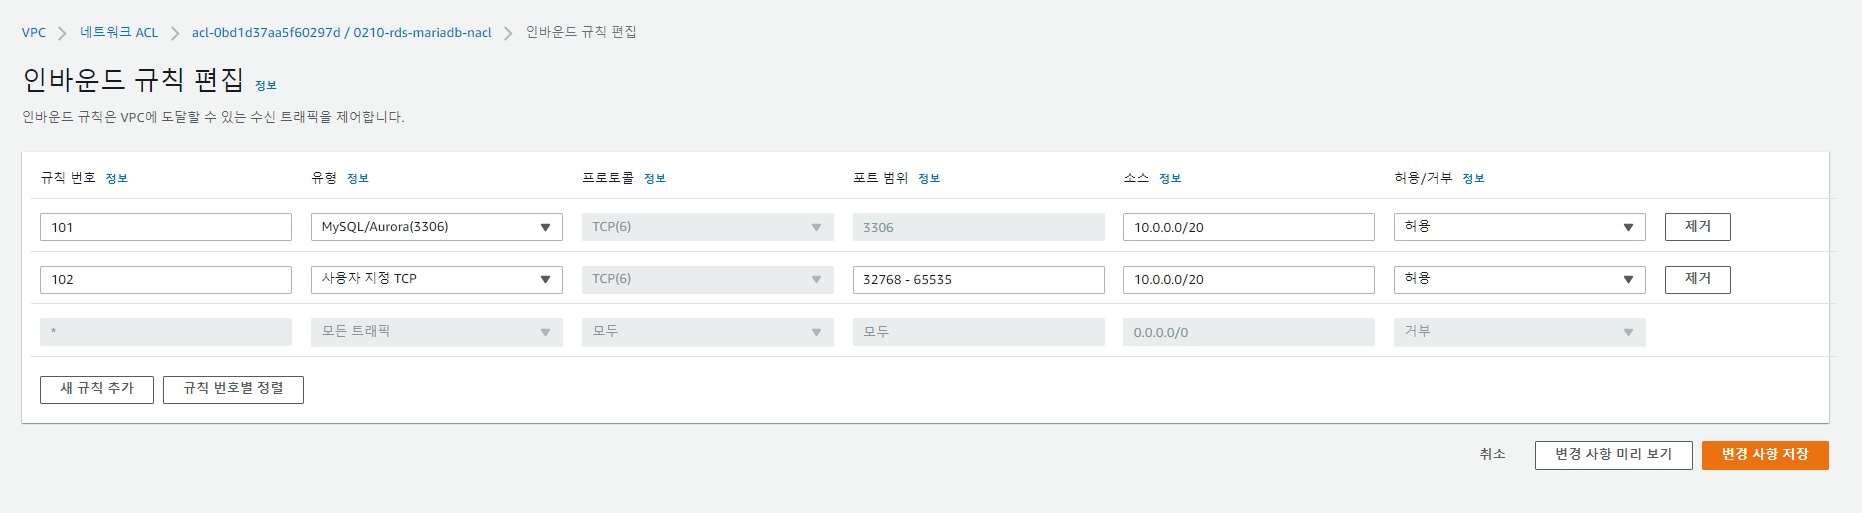 VPC > 네트워크 ACL > acl-0bd1d37aa5f60297d / 0210-rds-mariadb-nacl > 인바운드 규칙 편집
인바운드 규칙 편집 정보
인바운드 규칙은 VPC에 도달할 수 있는 수신 트래픽을 제어합니다.
규칙 번호 정보 유형 정보 프로토콜 정보 포트 범위 정보 소스 정보 허용/거부 정보
101 MySQL/Aurora(3306) TCP(6) 3306 10.0.0.0/20 허용 제거
102 사용자 지정 TCP TCP(6) 32768 - 65535 10.0.0.0/20 허용 제거
* 모든 트래픽 모두 모두 0.0.0.0/0 거부
새 규칙 추가 규칙 번호별 정렬
취소 변경 사항 미리 보기 변경 사항 저장